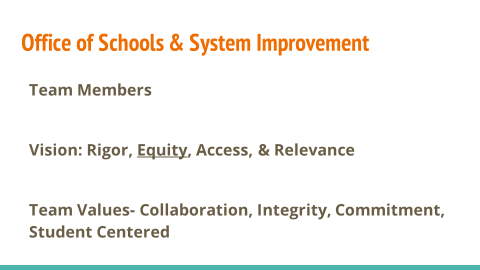 Office of Schools & System Improvement
Team Members
Vision: Rigor, Equity, Access, & Relevance
Team Values- Collaboration, Integrity, Commitment,
Student Centered